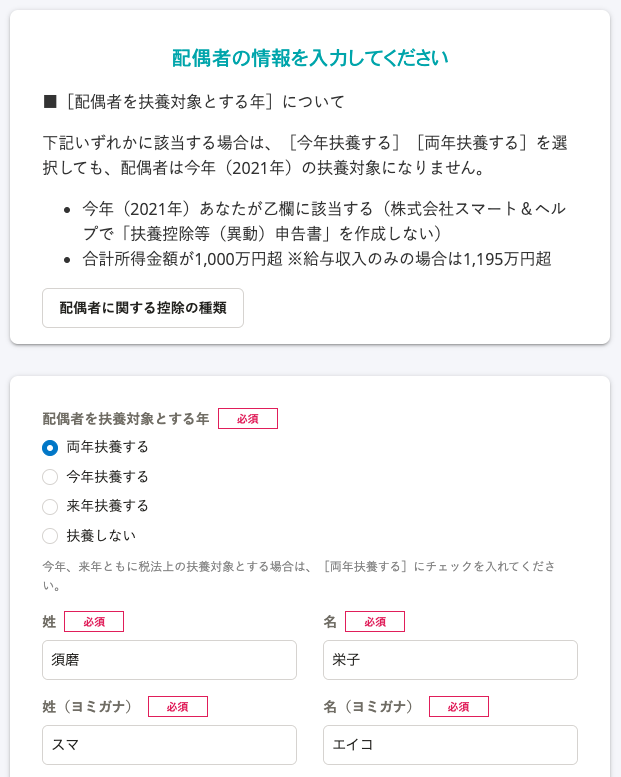 配偶者の情報を入力してください
■［配偶者を扶養対象とする年］について
下記いずれかに該当する場合は、［今年扶養する］［両年扶養する］を選
択しても、配偶者は今年（2021年）の扶養対象になりません。
• 今年（2021年）あなたが乙欄に該当する（株式会社スマート＆ヘル
プで「扶養控除等（異動）申告書」を作成しない）
• 合計所得金額が1,000万円超 ※給与収入のみの場合は1,195万円超
配偶者に関する控除の種類
配偶者を扶養対象とする年 必須
両年扶養する
今年扶養する
来年扶養する
扶養しない
今年、来年ともに税法上の扶養対象とする場合は、［両年扶養する］にチェックを入れてくださ
い。
姓 必須 名 必須
須磨 栄子
姓（ヨミガナ） 必須 名（ヨミガナ） 必須
スマ エイコ